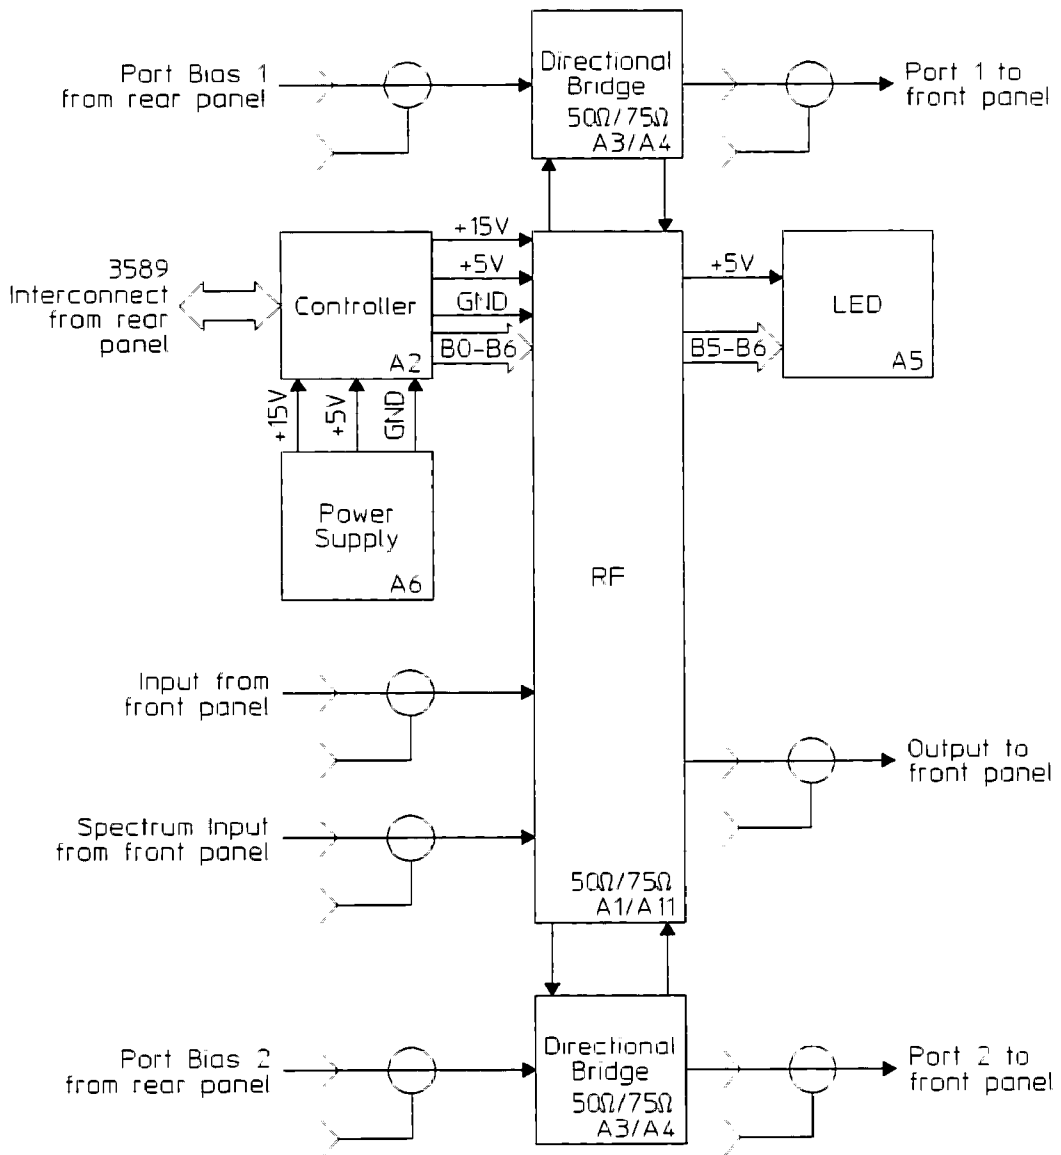 Port Bias 1
from rear panel
Directional
Bridge
50Ω/75Ω
A3/A4
Port 1 to
front panel
3589
Interconnect
from rear
panel
Controller
A2
+15V
+5V
GND
B0-B6
+5V
B5-B6
LED
A5
+15V
+5V
GND
Power
Supply
A6
RF
50Ω/75Ω
A1/A11
Input from
front panel
Spectrum Input
from front panel
Output to
front panel
Port Bias 2
from rear panel
Directional
Bridge
50Ω/75Ω
A3/A4
Port 2 to
front panel